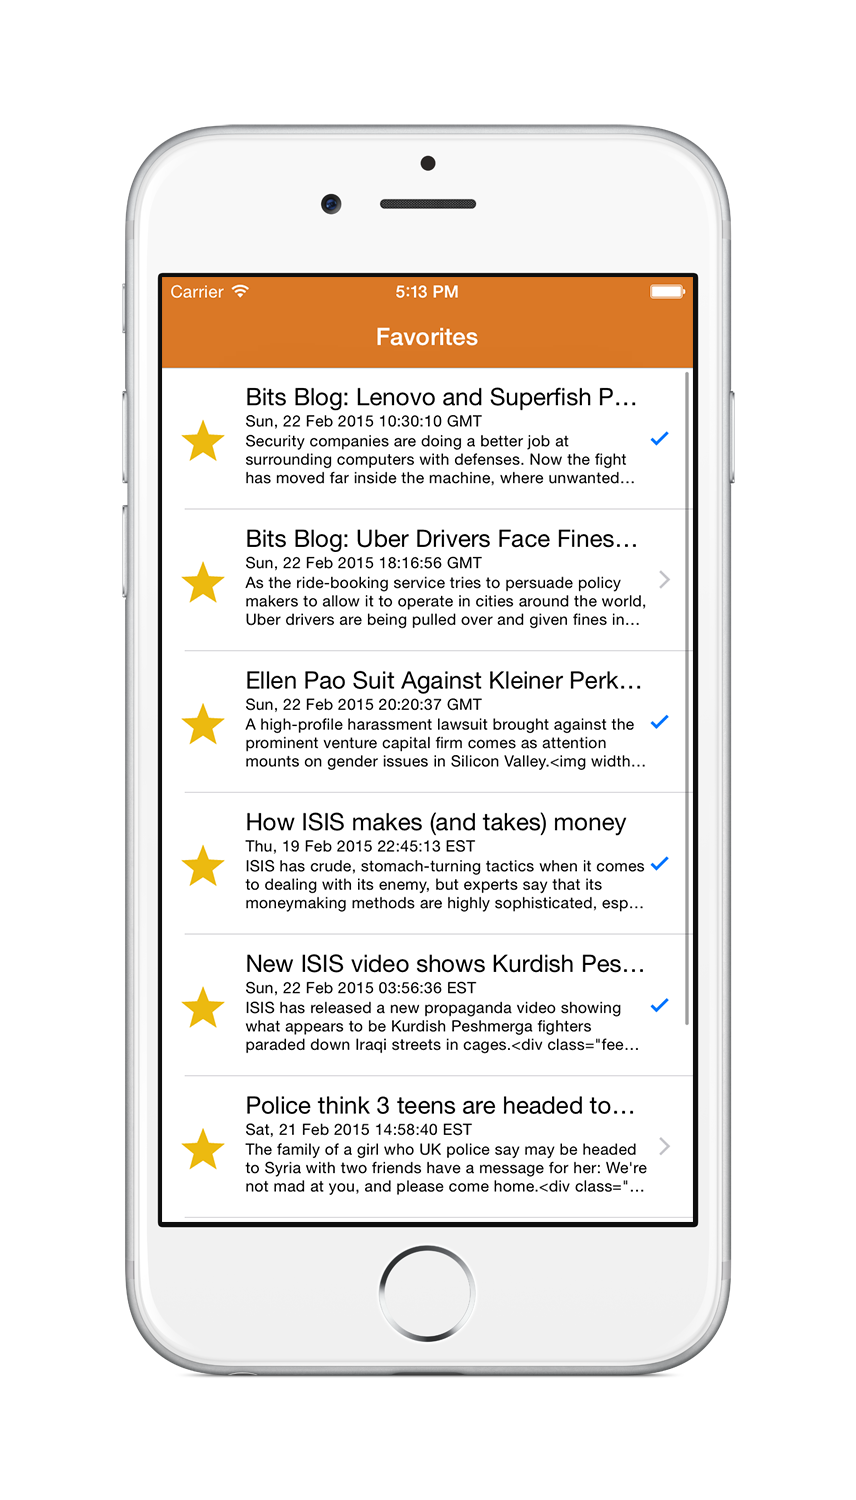 Carrier 5:13 PM
Favorites
Bits Blog: Lenovo and Superfish P…
Sun, 22 Feb 2015 10:30:10 GMT
Security companies are doing a better job at
surrounding computers with defenses. Now the fight
has moved far inside the machine, where unwanted…
Bits Blog: Uber Drivers Face Fines…
Sun, 22 Feb 2015 18:16:56 GMT
As the ride-booking service tries to persuade policy
makers to allow it to operate in cities around the world,
Uber drivers are being pulled over and given fines in…
Ellen Pao Suit Against Kleiner Perk…
Sun, 22 Feb 2015 20:20:37 GMT
A high-profile harassment lawsuit brought against the
prominent venture capital firm comes as attention
mounts on gender issues in Silicon Valley.<img width…
How ISIS makes (and takes) money
Thu, 19 Feb 2015 22:45:13 EST
ISIS has crude, stomach-turning tactics when it comes
to dealing with its enemy, but experts say that its
moneymaking methods are highly sophisticated, esp…
New ISIS video shows Kurdish Pes…
Sun, 22 Feb 2015 03:56:36 EST
ISIS has released a new propaganda video showing
what appears to be Kurdish Peshmerga fighters
paraded down Iraqi streets in cages.<div class="fee…
Police think 3 teens are headed to…
Sat, 21 Feb 2015 14:58:40 EST
The family of a girl who UK police say may be headed
to Syria with two friends have a message for her: We're
not mad at you, and please come home.<div class="…